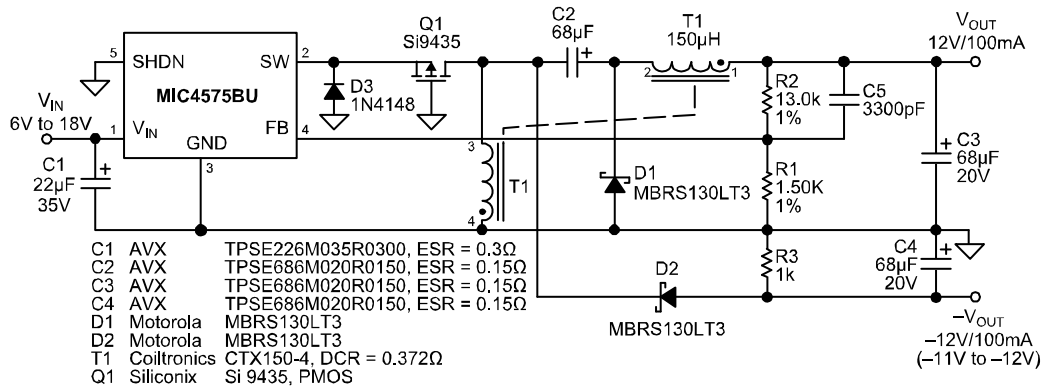 Q1
Si9435
C2
68µF
+
T1
150µH
2
1
VOUT
12V/100mA
5
SHDN
SW
2
MIC4575BU
D3
1N4148
R2
13.0k
1%
C5
3300pF
VIN
6V to 18V
1
VIN
FB
4
GND
3
C1
22µF
35V
+
3
T1
4
D1
MBRS130LT3
R1
1.50K
1%
C3
68µF
20V
+
R3
1k
C4
68µF
20V
+
D2
MBRS130LT3
–VOUT
–12V/100mA
(–11V to –12V)
C1 AVX TPSE226M035R0300, ESR = 0.3Ω
C2 AVX TPSE686M020R0150, ESR = 0.15Ω
C3 AVX TPSE686M020R0150, ESR = 0.15Ω
C4 AVX TPSE686M020R0150, ESR = 0.15Ω
D1 Motorola MBRS130LT3
D2 Motorola MBRS130LT3
T1 Coiltronics CTX150-4, DCR = 0.372Ω
Q1 Siliconix Si 9435, PMOS